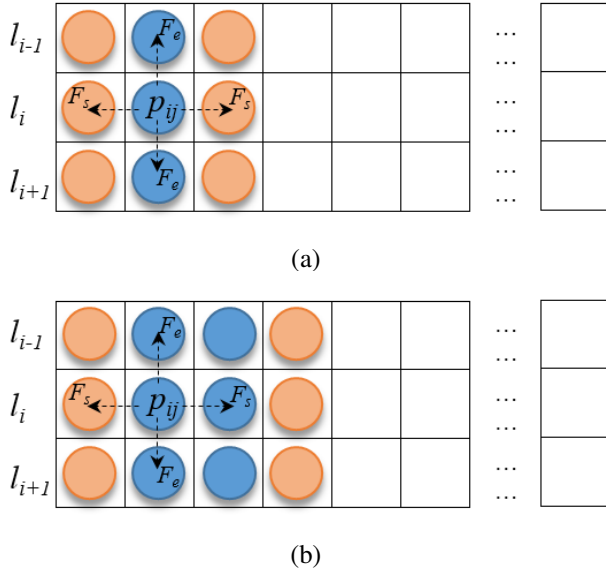 l_{i-1} F_e ...
...
l_i F_s p_{ij} F_s ...
...
l_{i+1} F_e ...
...
(a)
l_{i-1} F_e ...
...
l_i F_s p_{ij} F_s ...
...
l_{i+1} F_e ...
...
(b)